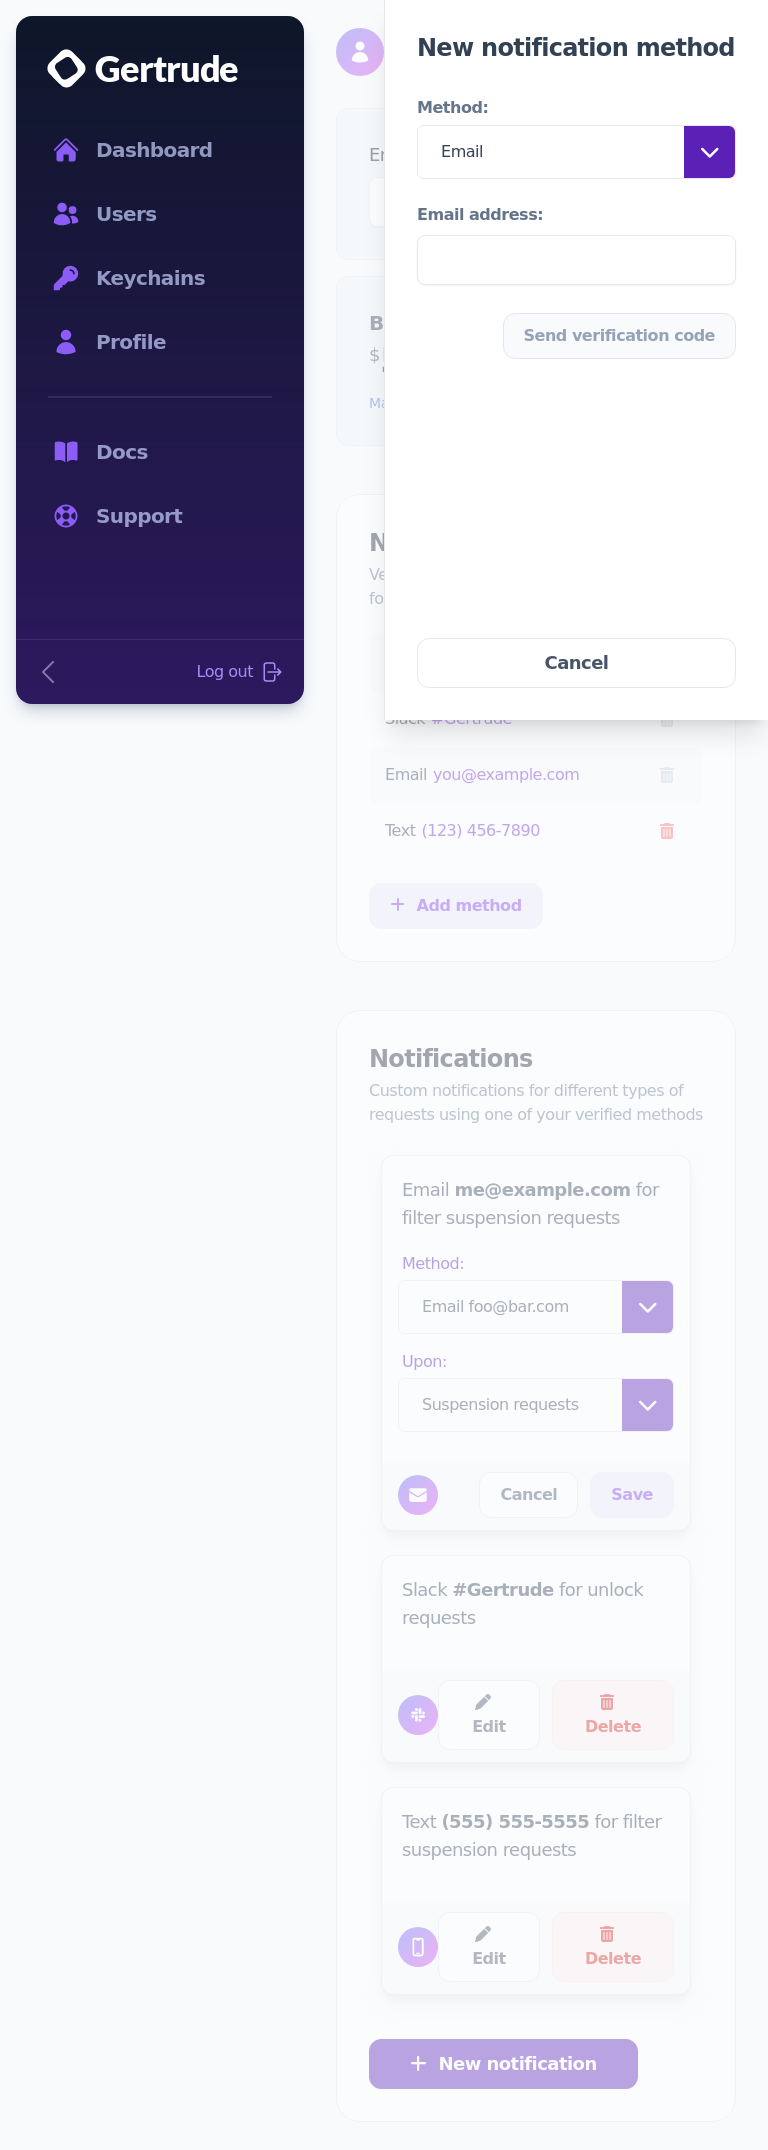 Gertrude
Dashboard
Users
Keychains
Profile
Docs
Support
Log out
New notification method
Method:
Email
Email address:
Send verification code
Cancel
$
Slack #Gertrude
Email you@example.com
Text (123) 456-7890
+ Add method
Notifications
Custom notifications for different types of
requests using one of your verified methods
Email me@example.com for
filter suspension requests
Method:
Email foo@bar.com
Upon:
Suspension requests
Cancel
Save
Slack #Gertrude for unlock
requests
Edit
Delete
Text (555) 555-5555 for filter
suspension requests
Edit
Delete
+ New notification